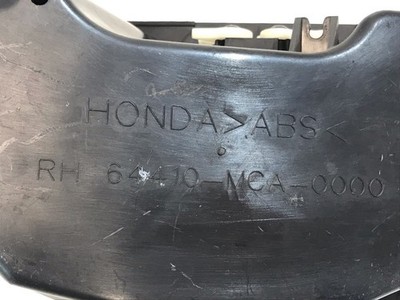 HONDA >ABS<
RH 64410-MCA-0000